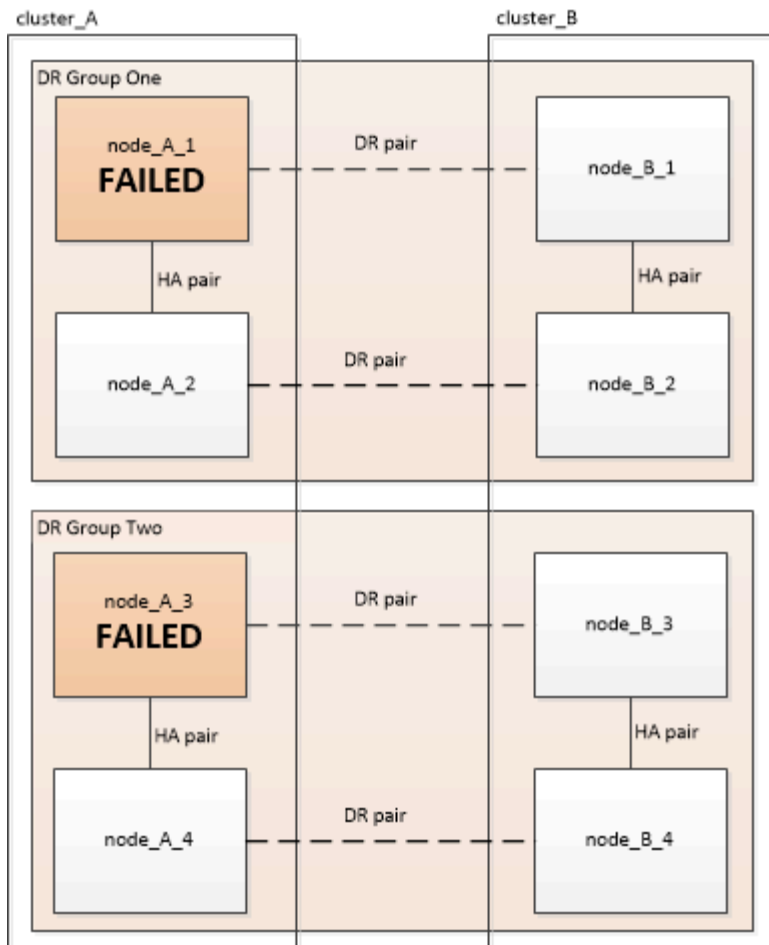 cluster_A
cluster_B
DR Group One
node_A_1
FAILED
DR pair
node_B_1
HA pair
HA pair
node_A_2
DR pair
node_B_2
DR Group Two
node_A_3
FAILED
DR pair
node_B_3
HA pair
HA pair
node_A_4
DR pair
node_B_4